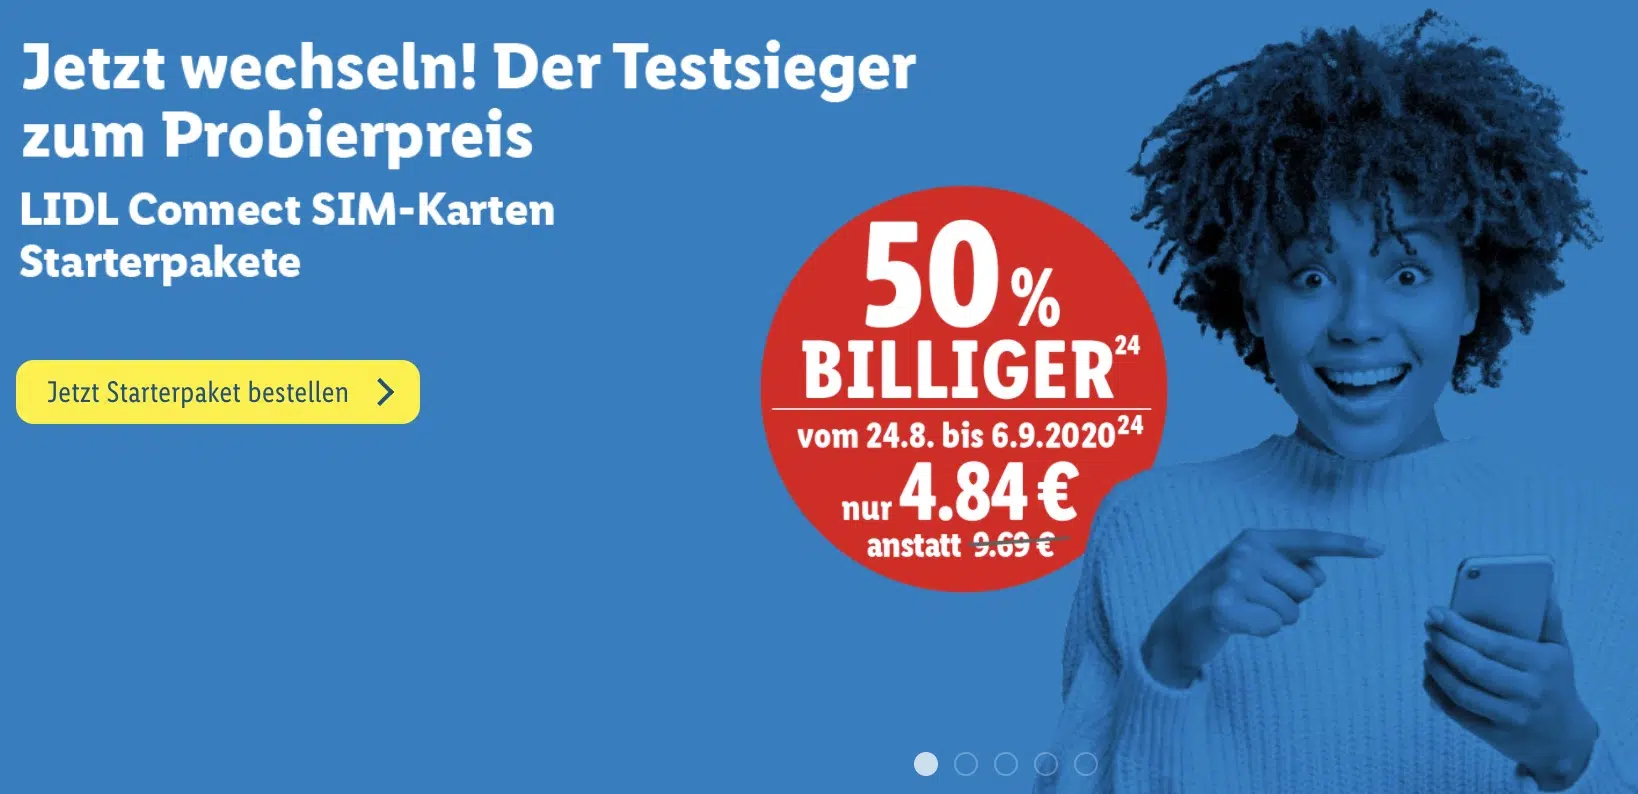 Jetzt wechseln! Der Testsieger
zum Probierpreis
LIDL Connect SIM-Karten
Starterpakete
Jetzt Starterpaket bestellen
50 %
BILLIGER24
vom 24.8. bis 6.9.202024
nur 4.84 €
anstatt 9.69 €